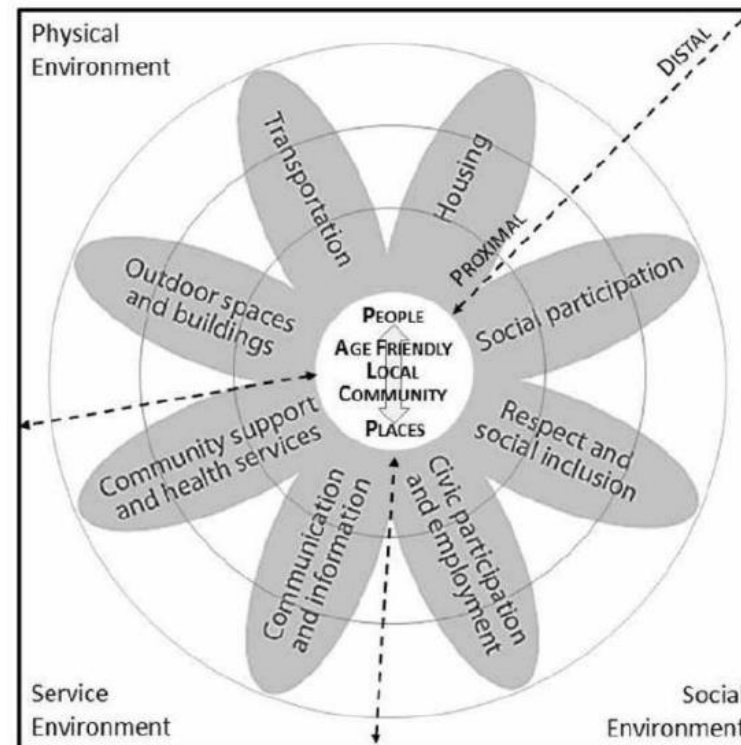 Physical
Environment
DISTAL
Transportation
Housing
PROXIMAL
Outdoor spaces
and buildings
Social participation
PEOPLE
AGE FRIENDLY
LOCAL
COMMUNITY
PLACES
Community support
and health services
Respect and
social inclusion
Communication
and information
Civic participation
and employment
Service
Environment
Social
Environment